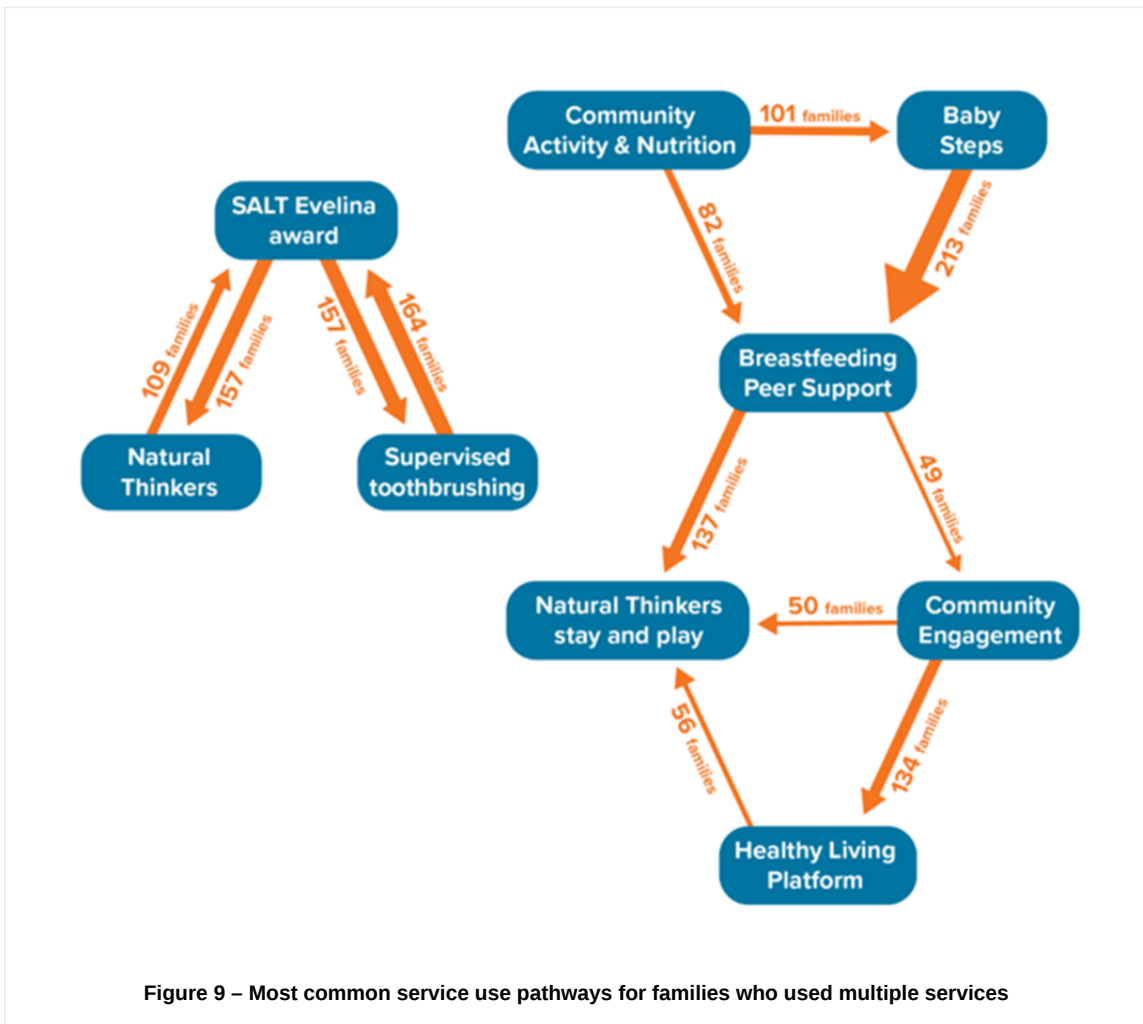 Community
Activity & Nutrition
101 families
Baby
Steps
SALT Evelina
award
82 families
213 families
109 families
157 families
157 families
164 families
Breastfeeding
Peer Support
Natural
Thinkers
Supervised
toothbrushing
137 families
49 families
Natural Thinkers
stay and play
50 families
Community
Engagement
56 families
134 families
Healthy Living
Platform
Figure 9 – Most common service use pathways for families who used multiple services